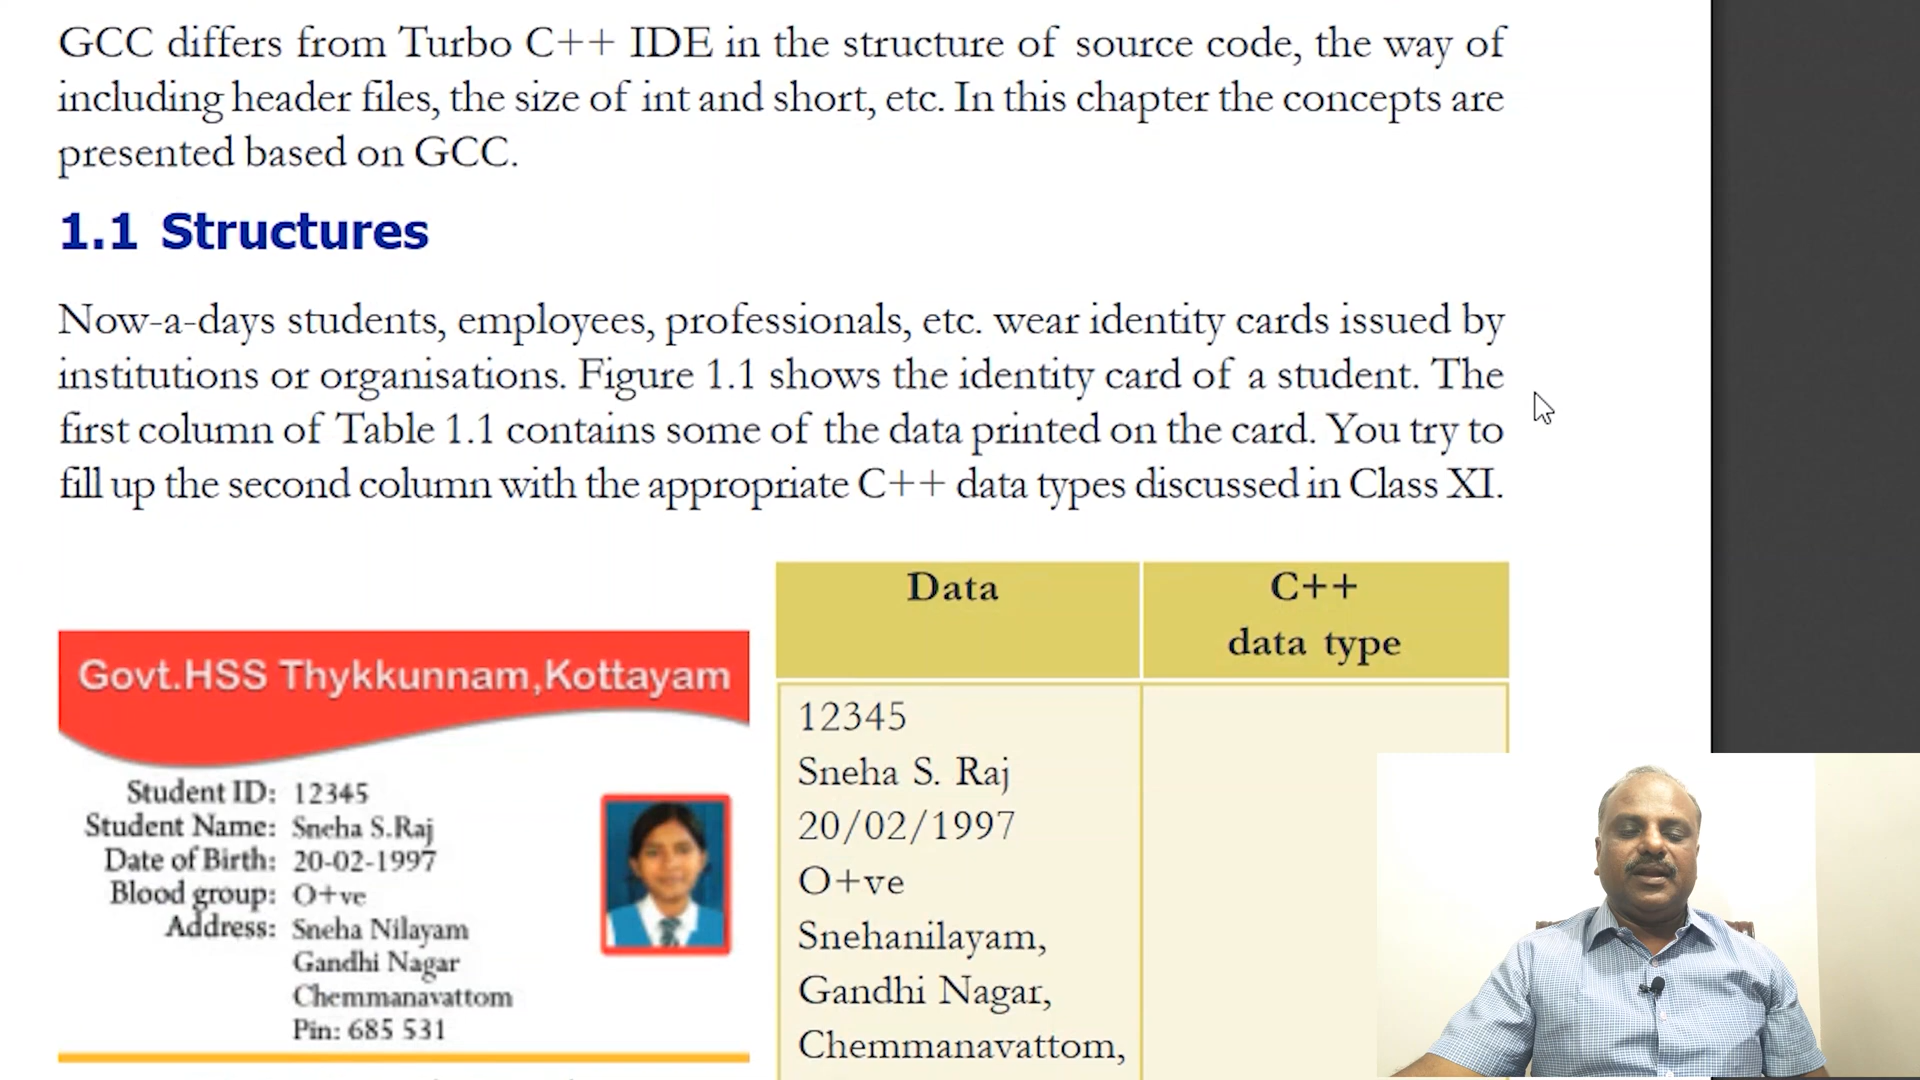 GCC differs from Turbo C++ IDE in the structure of source code, the way of
including header files, the size of int and short, etc. In this chapter the concepts are
presented based on GCC.
1.1 Structures
Now-a-days students, employees, professionals, etc. wear identity cards issued by
institutions or organisations. Figure 1.1 shows the identity card of a student. The
first column of Table 1.1 contains some of the data printed on the card. You try to
fill up the second column with the appropriate C++ data types discussed in Class XI.
Govt.HSS Thykkunnam,Kottayam
Student ID: 12345
Student Name: Sneha S.Raj
Date of Birth: 20-02-1997
Blood group: O+ve
Address: Sneha Nilayam
Gandhi Nagar
Chemmanavattom
Pin: 685 531
Data
C++
data type
12345
Sneha S. Raj
20/02/1997
O+ve
Snehanilayam,
Gandhi Nagar,
Chemmanavattom,